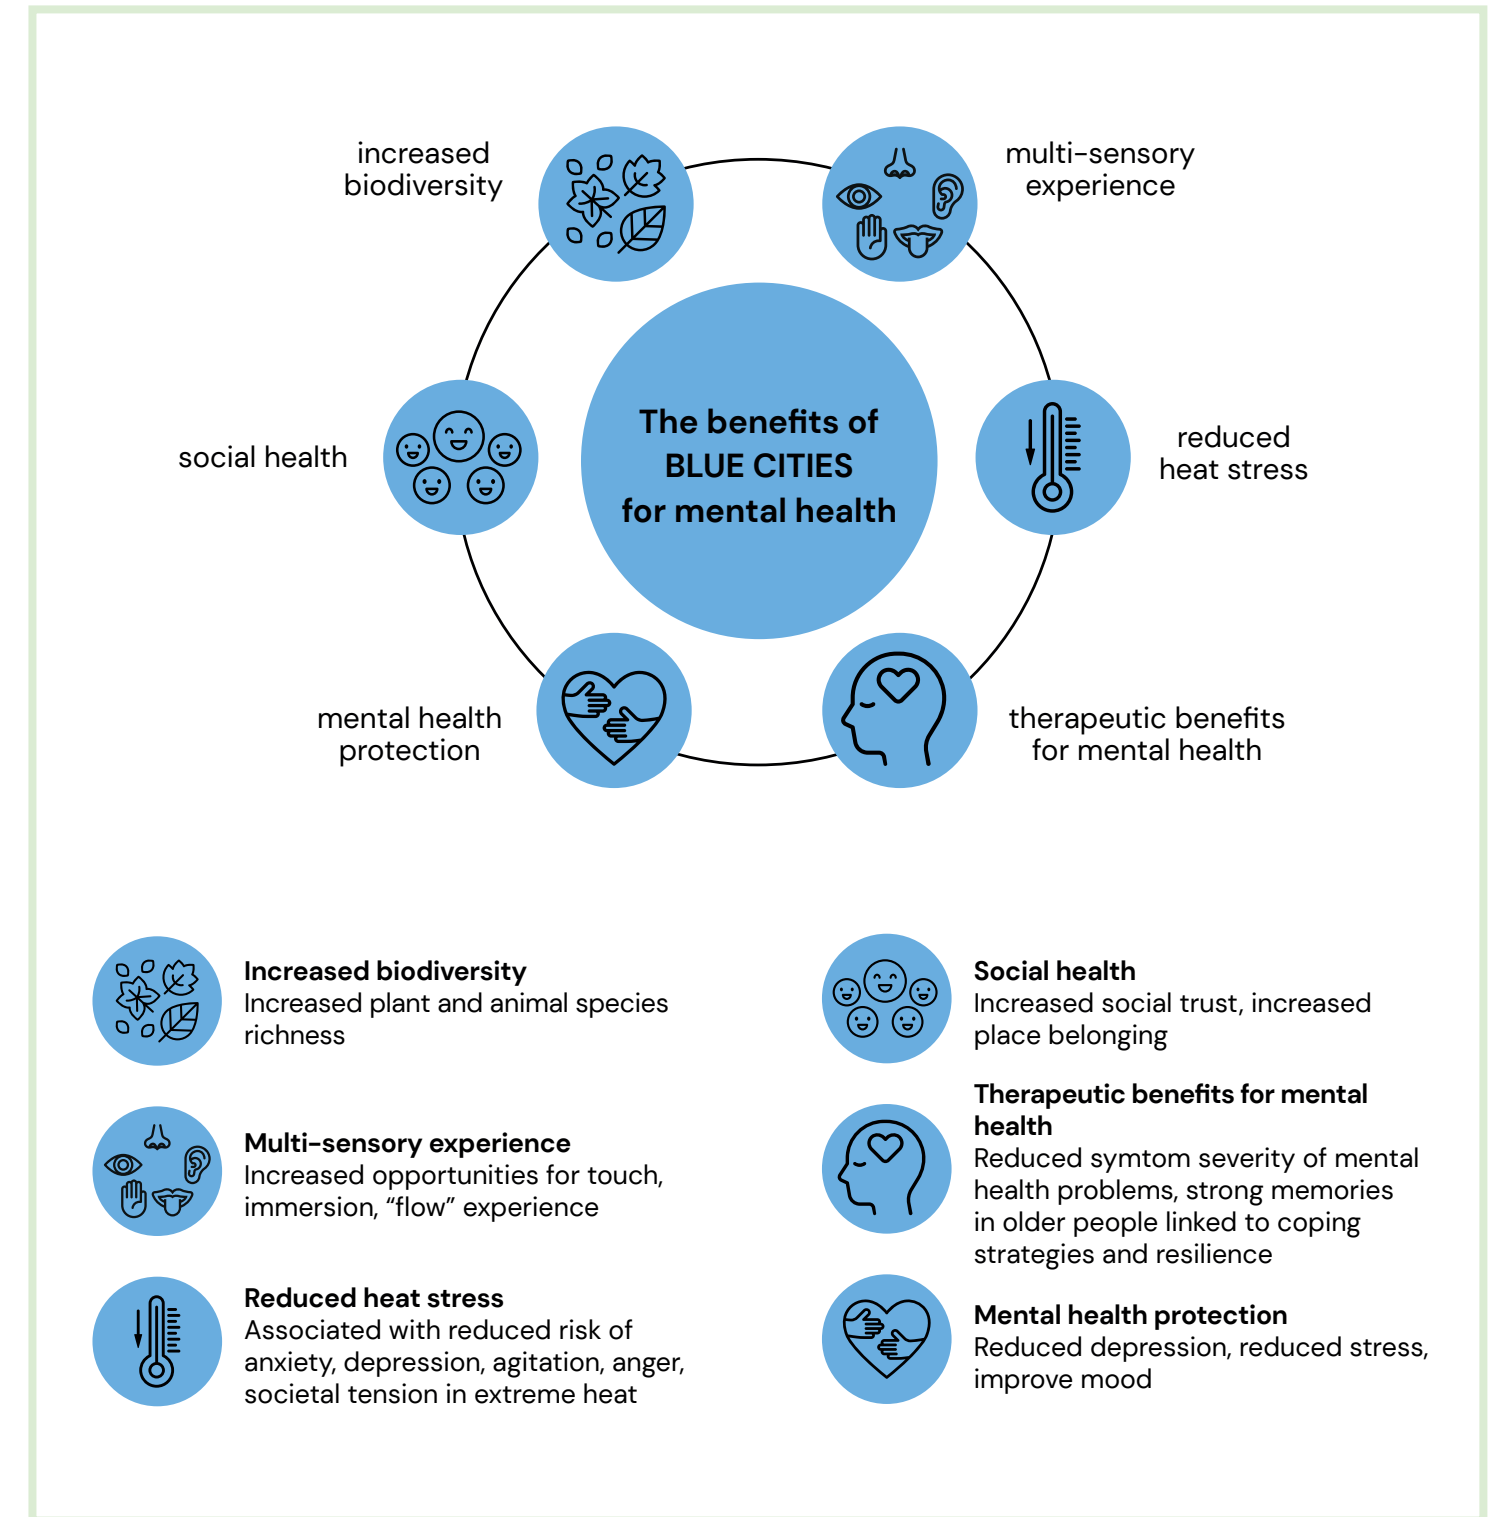 increased
biodiversity
multi-sensory
experience
social health
The benefits of
BLUE CITIES
for mental health
reduced
heat stress
mental health
protection
therapeutic benefits
for mental health
Increased biodiversity
Increased plant and animal species
richness
Multi-sensory experience
Increased opportunities for touch,
immersion, “flow” experience
Reduced heat stress
Associated with reduced risk of
anxiety, depression, agitation, anger,
societal tension in extreme heat
Social health
Increased social trust, increased
place belonging
Therapeutic benefits for mental
health
Reduced symtom severity of mental
health problems, strong memories
in older people linked to coping
strategies and resilience
Mental health protection
Reduced depression, reduced stress,
improve mood